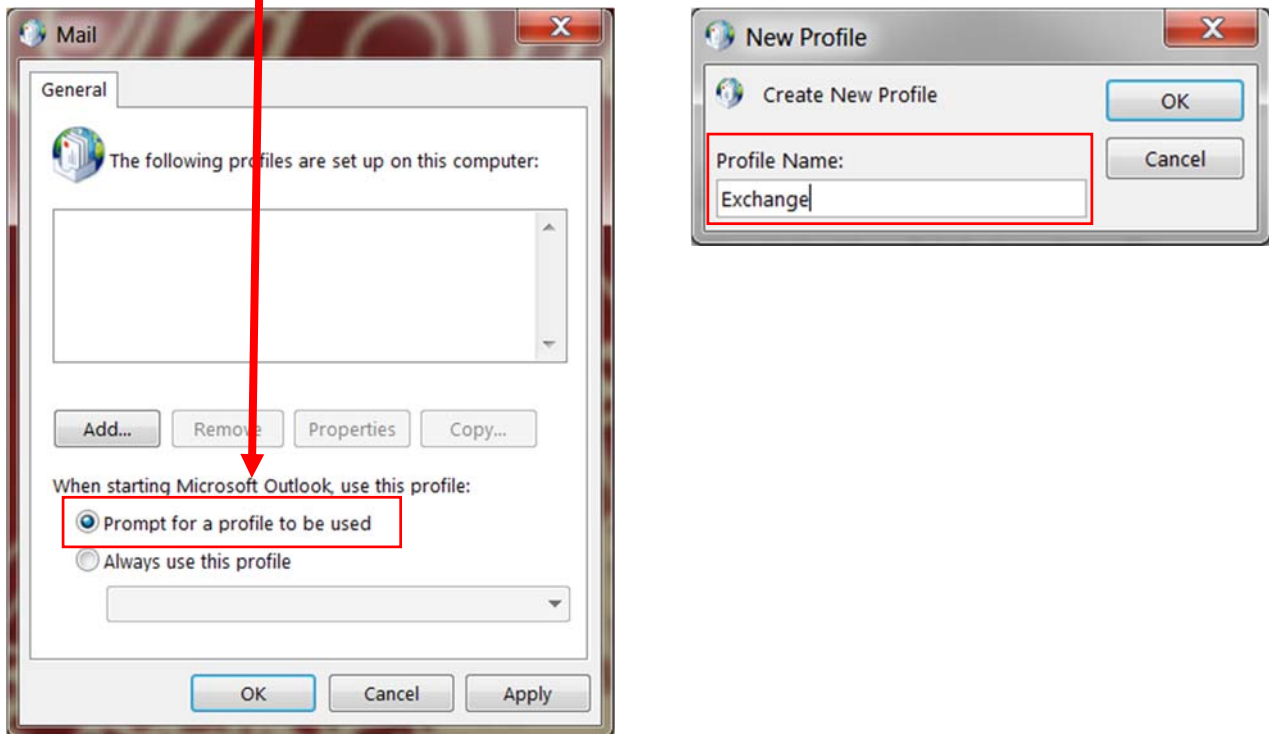 Mail
General
The following profiles are set up on this computer:
Add...
Remove
Properties
Copy...
When starting Microsoft Outlook, use this profile:
Prompt for a profile to be used
Always use this profile
OK
Cancel
Apply
New Profile
Create New Profile
OK
Profile Name:
Cancel
Exchange